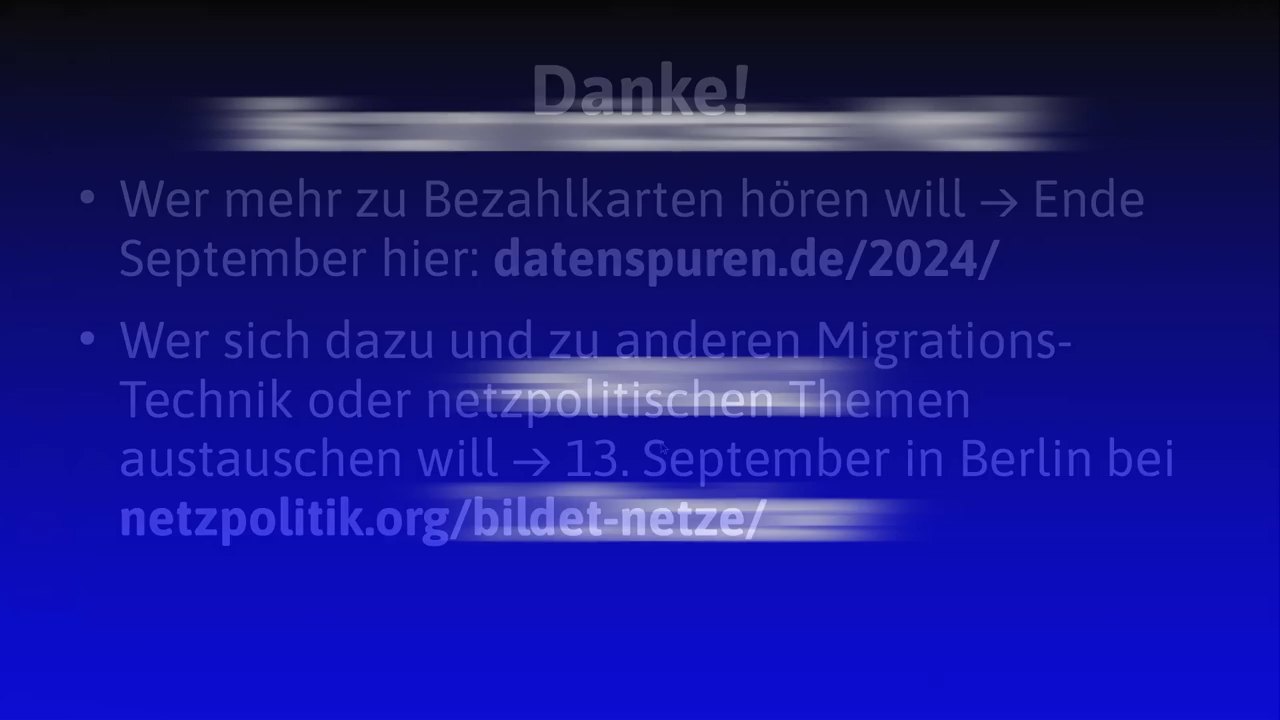 Danke!
• Wer mehr zu Bezahlkarten hören will → Ende
September hier: datenspuren.de/2024/
• Wer sich dazu und zu anderen Migrations-
Technik oder netzpolitischen Themen
austauschen will → 13. September in Berlin bei
netzpolitik.org/bildet-netze/